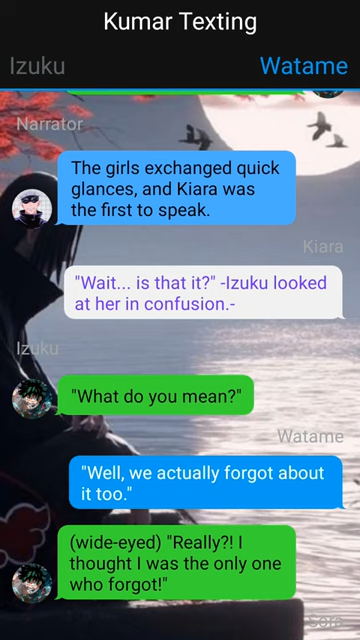 Kumar Texting
Izuku
Watame
Narrator
The girls exchanged quick
glances, and Kiara was
the first to speak.
Kiara
"Wait... is that it?" -Izuku looked
at her in confusion.-
Izuku
"What do you mean?"
Watame
"Well, we actually forgot about
it too."
(wide-eyed) "Really?! I
thought I was the only one
who forgot!"
Sora